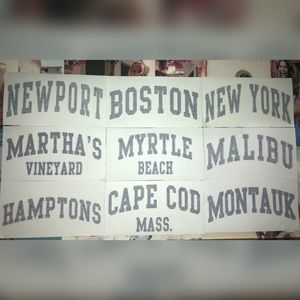 NEWPORT
BOSTON
NEW YORK
MARTHA'S
VINEYARD
MYRTLE
BEACH
MALIBU
HAMPTONS
CAPE COD
MASS.
MONTAUK